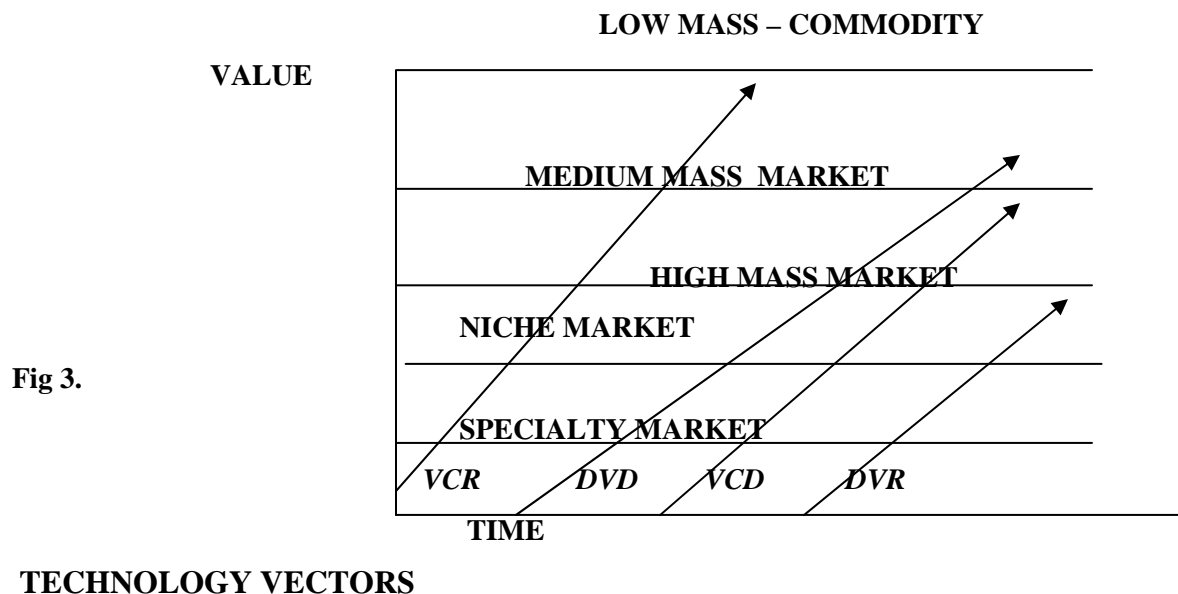 LOW MASS – COMMODITY
VALUE
MEDIUM MASS MARKET
HIGH MASS MARKET
NICHE MARKET
Fig 3.
SPECIALTY MARKET
VCR DVD VCD DVR
TIME
TECHNOLOGY VECTORS